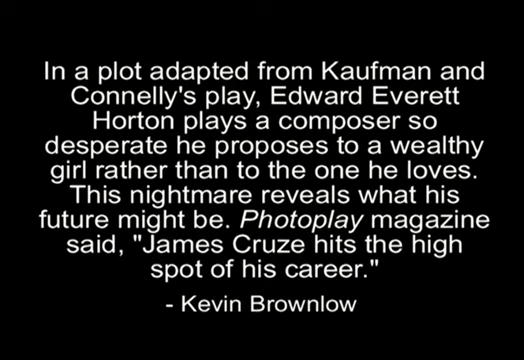 In a plot adapted from Kaufman and
Connelly's play, Edward Everett
Horton plays a composer so
desperate he proposes to a wealthy
girl rather than to the one he loves.
This nightmare reveals what his
future might be. Photoplay magazine
said, "James Cruze hits the high
spot of his career."
- Kevin Brownlow